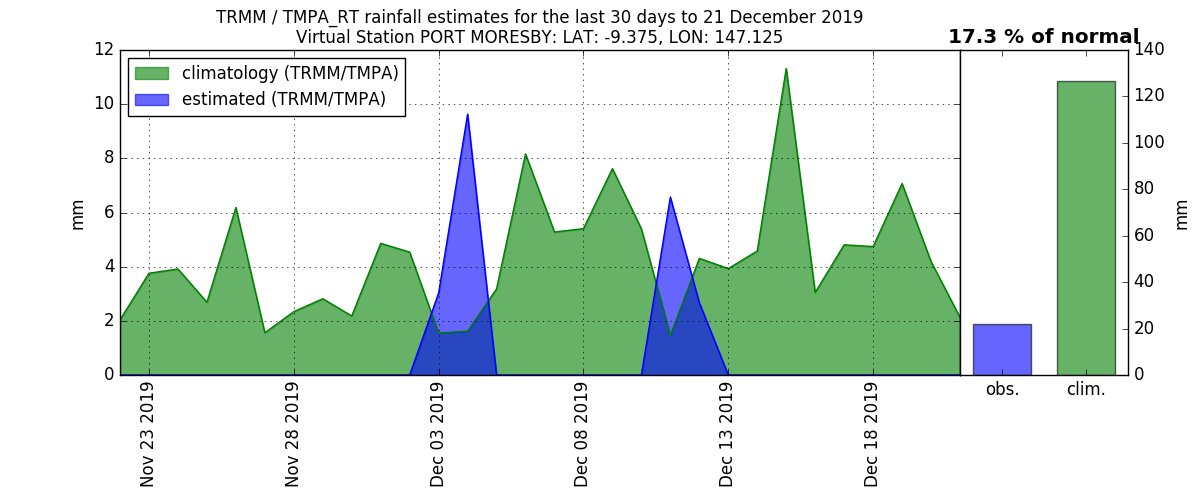 TRMM / TMPA_RT rainfall estimates for the last 30 days to 21 December 2019
Virtual Station PORT MORESBY: LAT: -9.375, LON: 147.125
17.3 % of normal
climatology (TRMM/TMPA)
estimated (TRMM/TMPA)
12
10
8
6
4
2
0
mm
Nov 23 2019
Nov 28 2019
Dec 03 2019
Dec 08 2019
Dec 13 2019
Dec 18 2019
140
120
100
80
60
40
20
0
mm
obs.
clim.